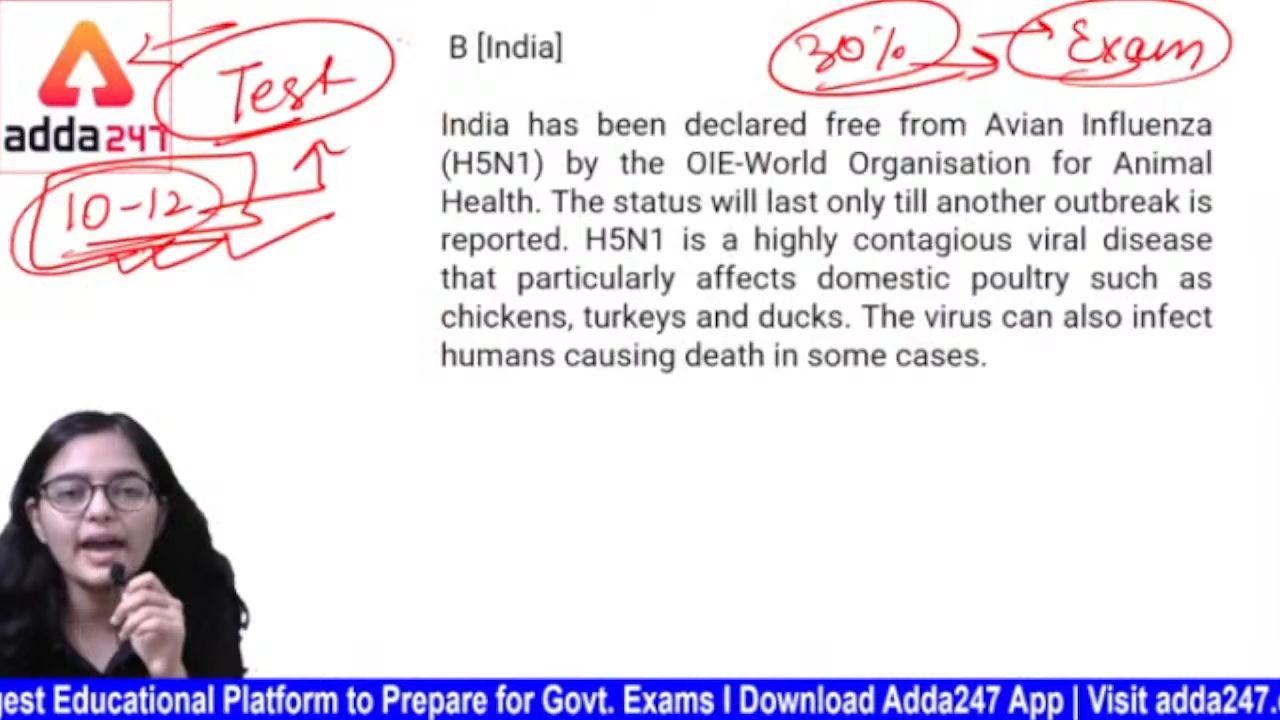 Test
adda247
10-12
B [India]
30%
Exam
India has been declared free from Avian Influenza
(H5N1) by the OIE-World Organisation for Animal
Health. The status will last only till another outbreak is
reported. H5N1 is a highly contagious viral disease
that particularly affects domestic poultry such as
chickens, turkeys and ducks. The virus can also infect
humans causing death in some cases.
gest Educational Platform to Prepare for Govt. Exams I Download Adda247 App | Visit adda247.